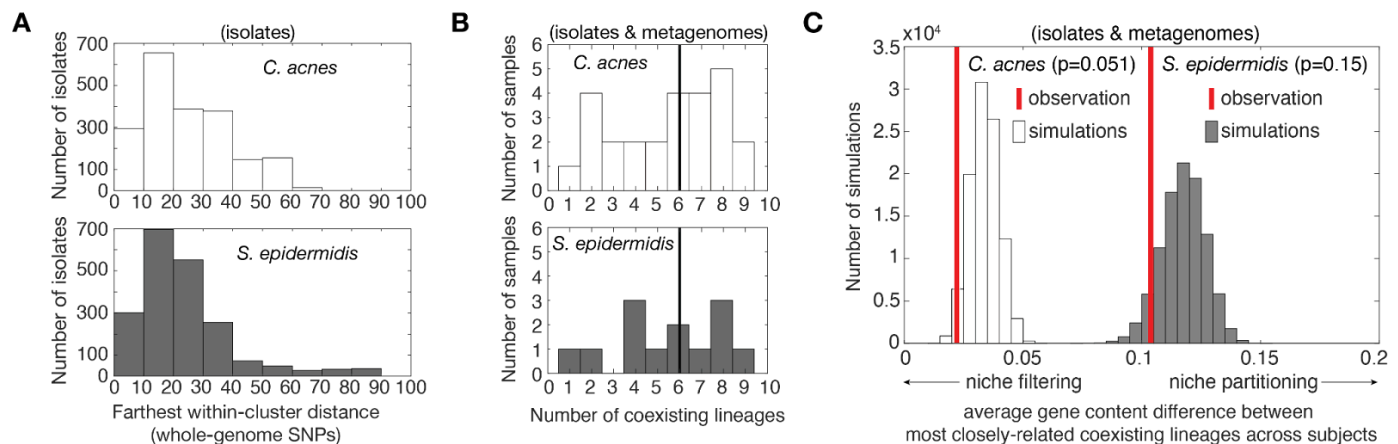 A
(isolates)
C. acnes
Number of isolates
700
500
300
100
0
0 10 20 30 40 50 60 70 80 90 100
S. epidermidis
Number of isolates
700
500
300
100
0
0 10 20 30 40 50 60 70 80 90 100
Farthest within-cluster distance
(whole-genome SNPs)
B
(isolates & metagenomes)
C. acnes
Number of samples
6
5
4
3
2
1
0
0 1 2 3 4 5 6 7 8 9 10
S. epidermidis
Number of samples
6
5
4
3
2
1
0
0 1 2 3 4 5 6 7 8 9 10
Number of coexisting lineages
C
(isolates & metagenomes)
3.5 ×10⁴
C. acnes (p=0.051)
observation
simulations
S. epidermidis (p=0.15)
observation
simulations
Number of simulations
3
2.5
2
1.5
1
0.5
0
0 0.05 0.1 0.15 0.2
← niche filtering niche partitioning →
average gene content difference between
most closely-related coexisting lineages across subjects